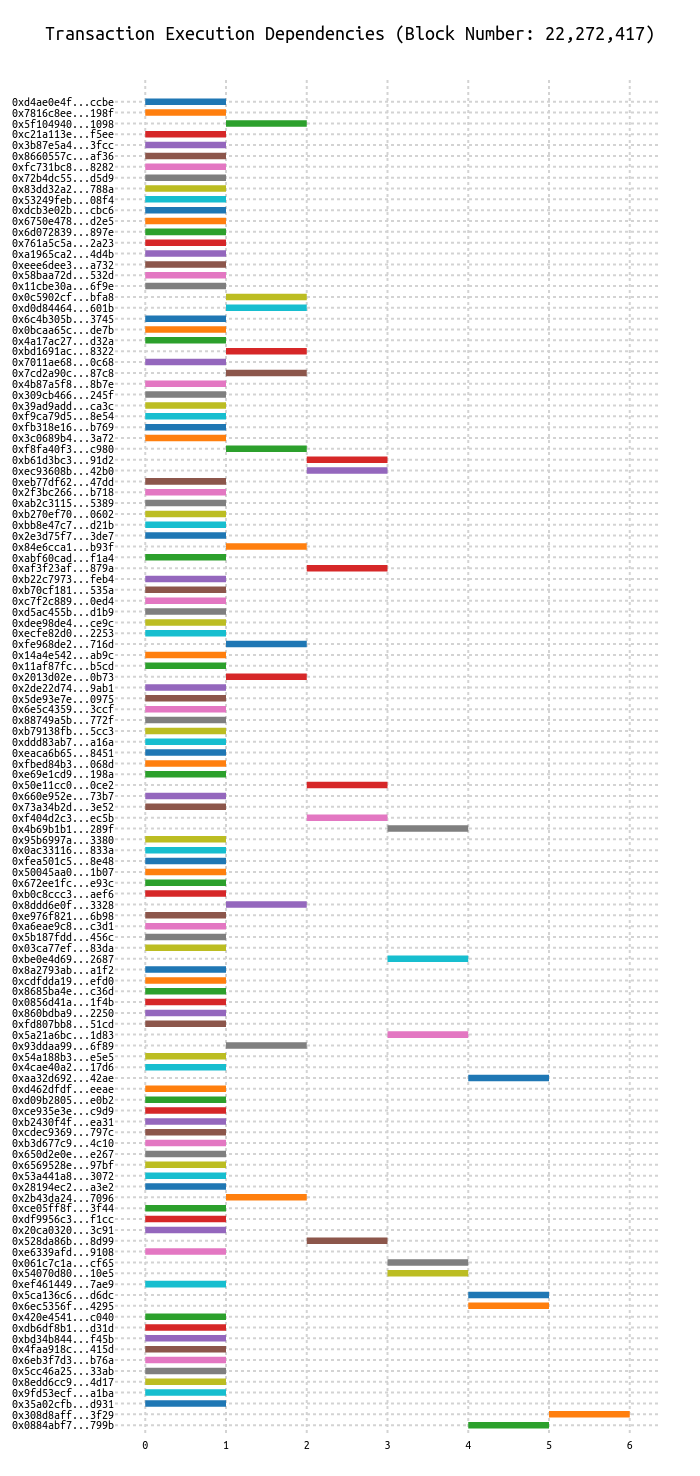 Transaction Execution Dependencies (Block Number: 22,272,417)
0xd4ae0e4f...ccbe
0x7816c8ee...198f
0x5f104940...1098
0xc21a113e...f5ee
0x3b87e5a4...3fcc
0x8660557c...af36
0xfc731bc8...8282
0x72b4dc55...d5d9
0x83dd32a2...788a
0x53249feb...08f4
0xdcb3e02b...cbc6
0x6750e478...d2e5
0x6d072839...897e
0x761a5c5a...2a23
0xa1965ca2...4d4b
0xeee6dee3...a732
0x58baa72d...532d
0x11cbe30a...6f9e
0x0c5902cf...bfa8
0xd0d84464...601b
0x6c4b305b...3745
0x0bcaa65c...de7b
0x4a17ac27...d32a
0xbd1691ac...8322
0x7011ae68...0c68
0x7cd2a90c...87c8
0x4b87a5f8...8b7e
0x309cb466...245f
0x39ad9add...ca3c
0xf9ca79d5...8e54
0xfb318e16...b769
0x3c0689b4...3a72
0xf8fa40f3...c980
0xb61d3bc3...91d2
0xec93608b...42b0
0xeb77df62...47dd
0x2f3bc266...b718
0xab2c3115...5389
0xb270ef70...0602
0xbb8e47c7...d21b
0x2e3d75f7...3de7
0x84e6cca1...b93f
0xabf60cad...f1a4
0xaf3f23af...879a
0xb22c7973...feb4
0xb70cf181...535a
0xc7f2c889...0ed4
0xd5ac455b...d1b9
0xdee98de4...ce9c
0xecfe82d0...2253
0xfe968de2...716d
0x14a4e542...ab9c
0x11af87fc...b5cd
0x2013d02e...0b73
0x2de22d74...9ab1
0x5de93e7e...0975
0x6e5c4359...3ccf
0x88749a5b...772f
0xb79138fb...5cc3
0xddd83ab7...a16a
0xeaca6b65...8451
0xfbed84b3...068d
0xe69e1cd9...198a
0x50e11cc0...0ce2
0x660e952e...73b7
0x73a34b2d...3e52
0xf404d2c3...ec5b
0x4b69b1b1...289f
0x95b6997a...3380
0x0ac33116...833a
0xfea501c5...8e48
0x50045aa0...1b07
0x672ee1fc...e93c
0xb0c8ccc3...aef6
0x8ddd6e0f...3328
0xe976f821...6b98
0xa6eae9c8...c3d1
0x5b187fdd...456c
0x03ca77ef...83da
0xbe0e4d69...2687
0x8a2793ab...a1f2
0xcdfdda19...efd0
0x8685ba4e...c36d
0x0856d41a...1f4b
0x860bdba9...2250
0xfd807bb8...51cd
0x5a21a6bc...1d83
0x93ddaa99...6f89
0x54a188b3...e5e5
0x4cae40a2...17d6
0xaa32d692...42ae
0xd462dfdf...eeae
0xd09b2805...e0b2
0xce935e3e...c9d9
0xb2430f4f...ea31
0xcdec9369...797c
0xb3d677c9...4c10
0x650d2e0e...e267
0x6569528e...97bf
0x53a441a8...3072
0x28194ec2...a3e2
0x2b43da24...7096
0xce05ff8f...3f44
0xdf9956c3...f1cc
0x20ca0320...3c91
0x528da86b...8d99
0xe6339afd...9108
0x061c7c1a...cf65
0x54070d80...10e5
0xef461449...7ae9
0x5ca136c6...d6dc
0x6ec5356f...4295
0x420e4541...c040
0xdb6df8b1...d31d
0xbd34b844...f45b
0x4faa918c...415d
0x6eb3f7d3...b76a
0x5cc46a25...33ab
0x8edd6cc9...4d17
0x9fd53ecf...a1ba
0x35a02cfb...d931
0x308d8aff...3f29
0x0884abf7...799b
0 1 2 3 4 5 6